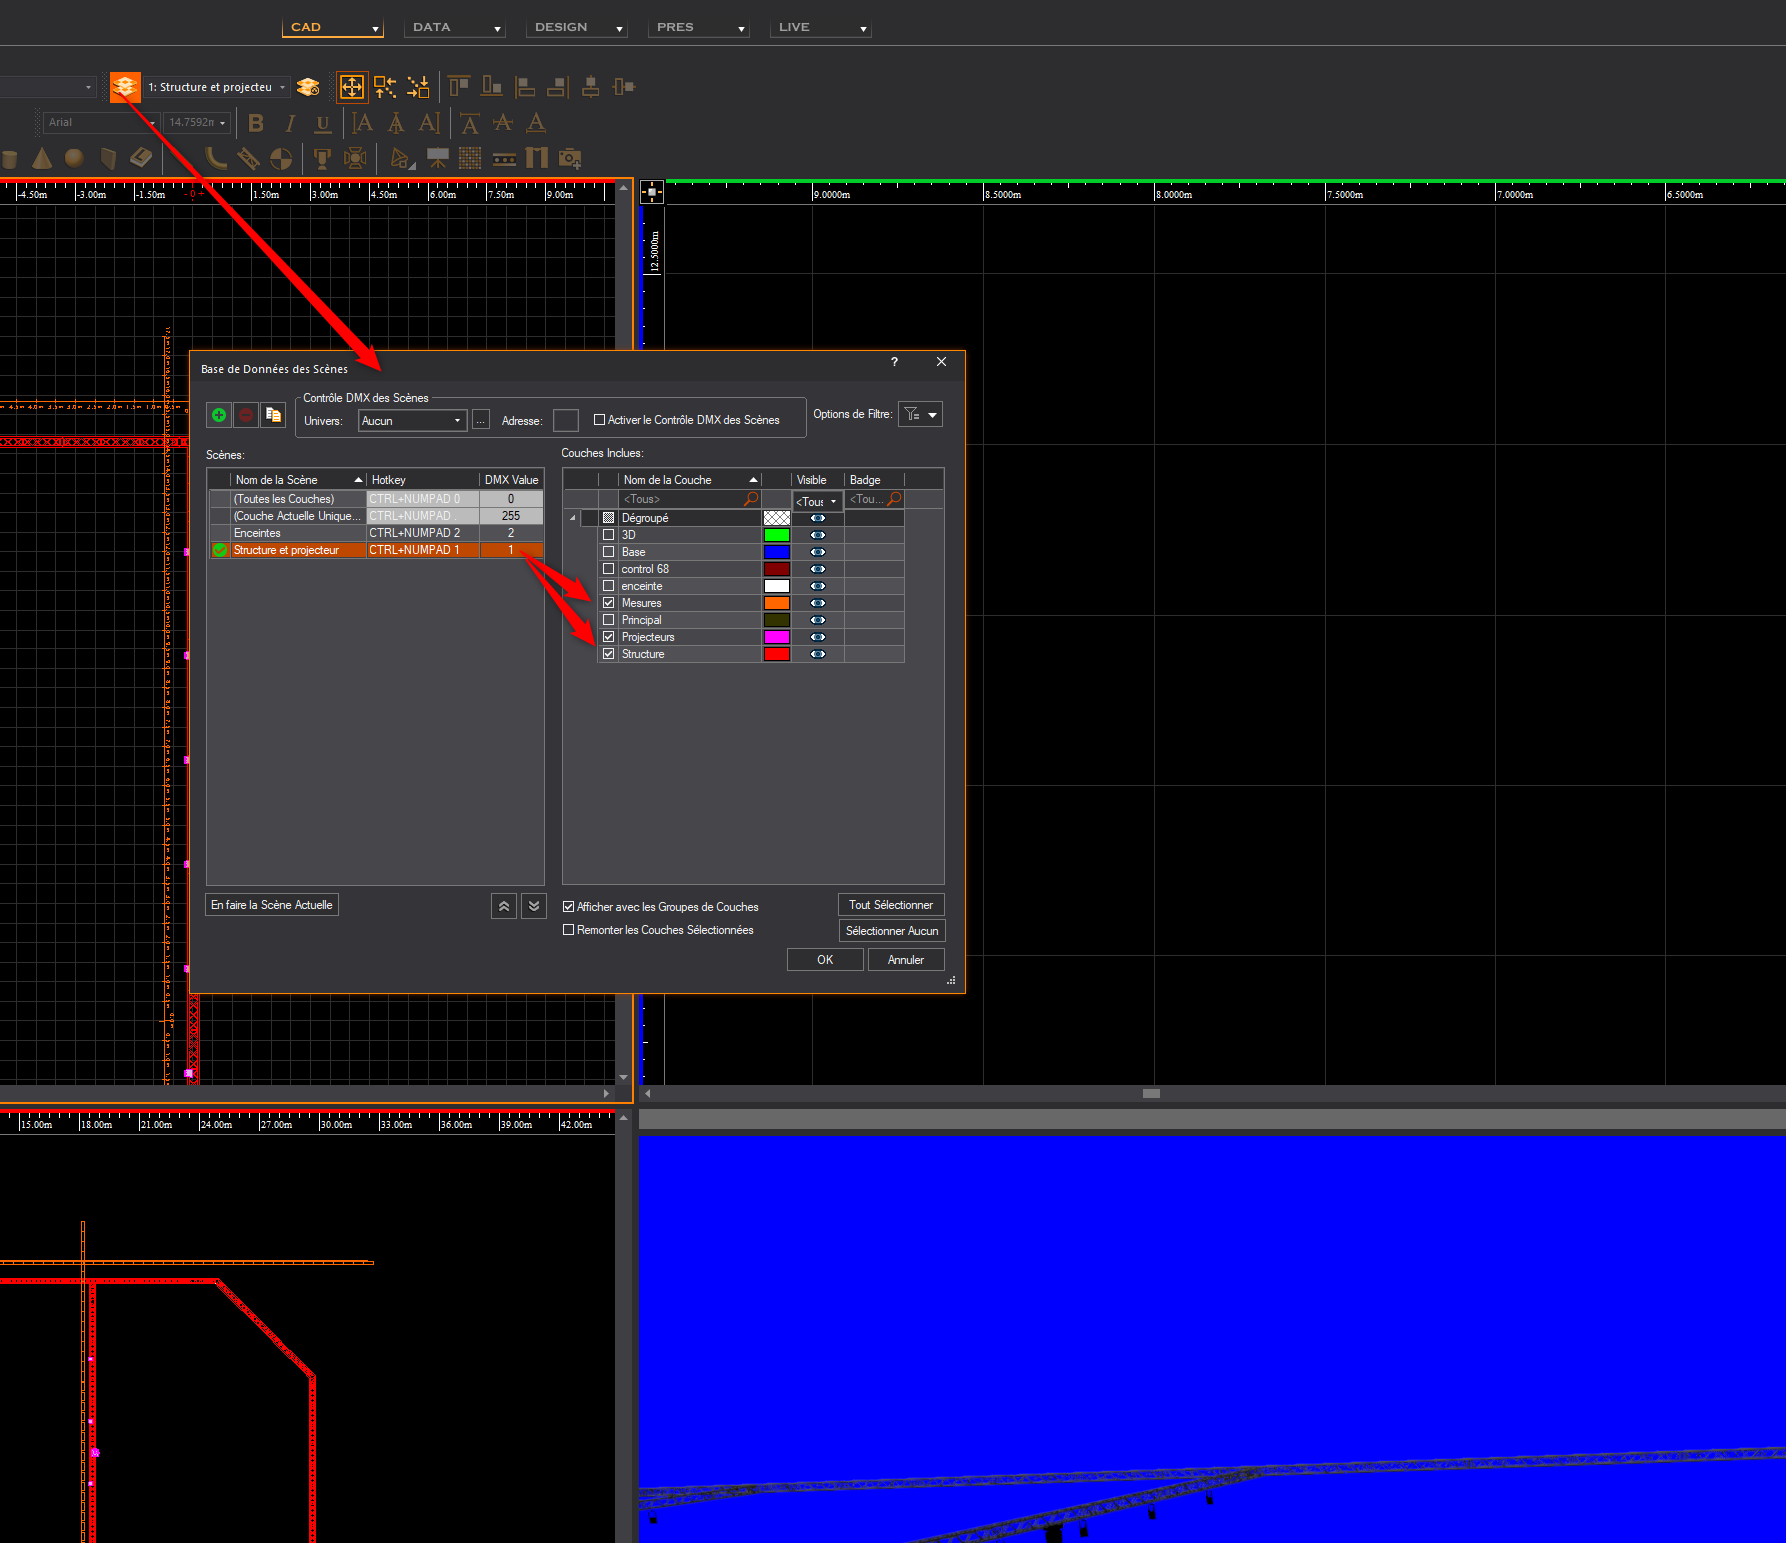 CAD DATA DESIGN PRES LIVE
1: Structure et projecteu
Arial 14.7592m B I U A A A A A A
-4.50m -3.00m -1.50m 0 1.50m 3.00m 4.50m 6.00m 7.50m 9.00m
9.0000m 8.5000m 8.0000m 7.5000m 7.0000m 6.5000m
12.5000m
Base de Données des Scènes ?
Contrôle DMX des Scènes
Univers: Aucun ... Adresse: Activer le Contrôle DMX des Scènes
Options de Filtre:
Scènes:
Nom de la Scène Hotkey DMX Value
(Toutes les Couches) CTRL+NUMPAD 0 0
(Couche Actuelle Unique... CTRL+NUMPAD . 255
Enceintes CTRL+NUMPAD 2 2
Structure et projecteur CTRL+NUMPAD 1 1
Couches Inclues:
Nom de la Couche Visible Badge
<Tous> <Tous <Tou...
Dégroupé
3D
Base
control 68
enceinte
Mesures
Principal
Projecteurs
Structure
En faire la Scène Actuelle
Afficher avec les Groupes de Couches
Remonter les Couches Sélectionnées
Tout Sélectionner
Sélectionner Aucun
OK Annuler
15.00m 18.00m 21.00m 24.00m 27.00m 30.00m 33.00m 36.00m 39.00m 42.00m